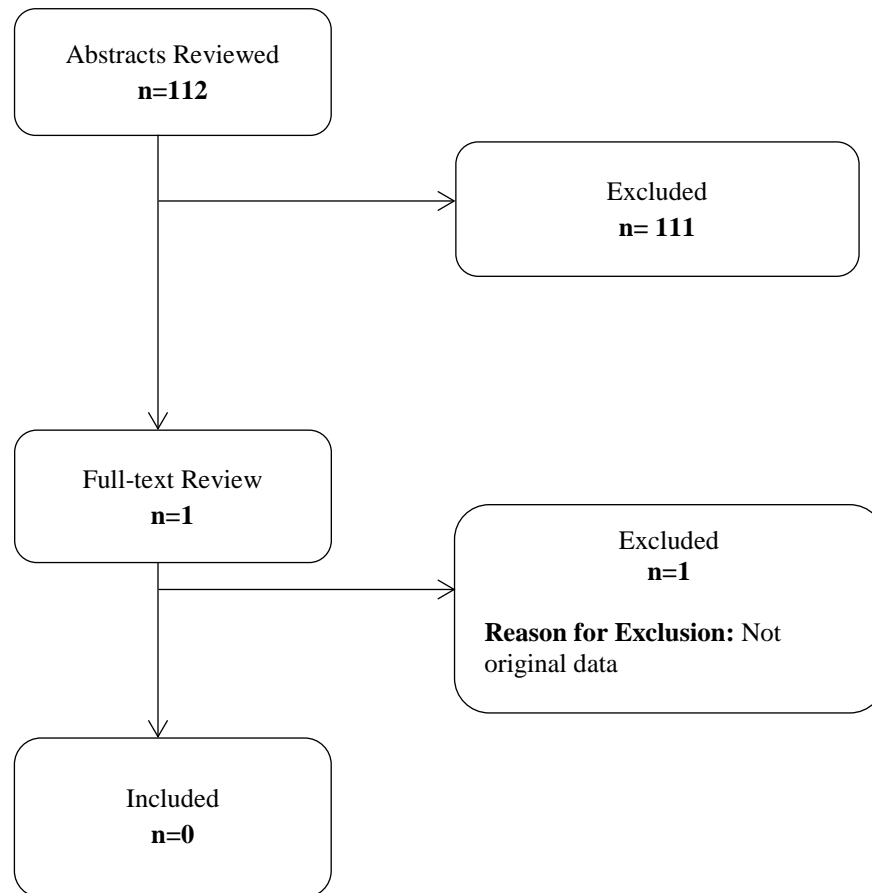 Abstracts Reviewed
n=112
Excluded
n= 111
Full-text Review
n=1
Excluded
n=1
Reason for Exclusion: Not
original data
Included
n=0